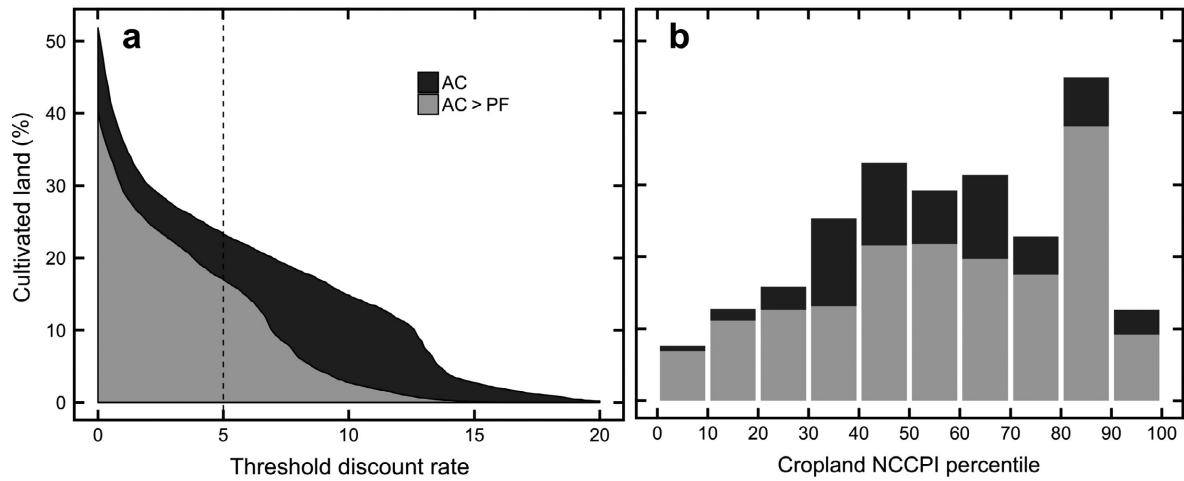 a
AC
AC > PF
Cultivated land (%)
50
40
30
20
10
0
0 5 10 15 20
Threshold discount rate
b
0 10 20 30 40 50 60 70 80 90 100
Cropland NCCPI percentile